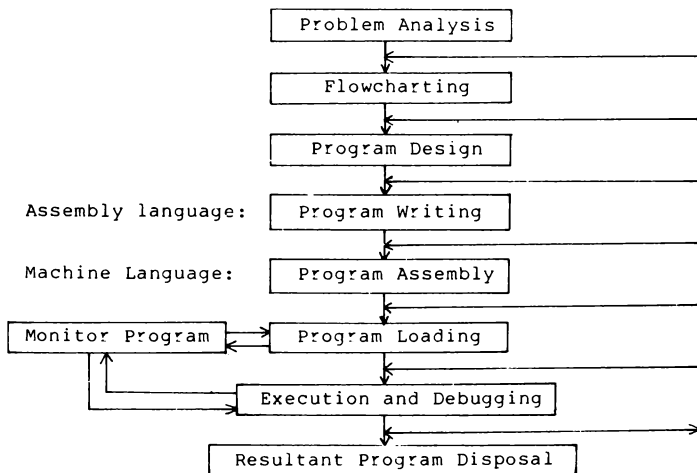 Problem Analysis
Flowcharting
Program Design
Assembly language: Program Writing
Machine Language: Program Assembly
Monitor Program Program Loading
Execution and Debugging
Resultant Program Disposal